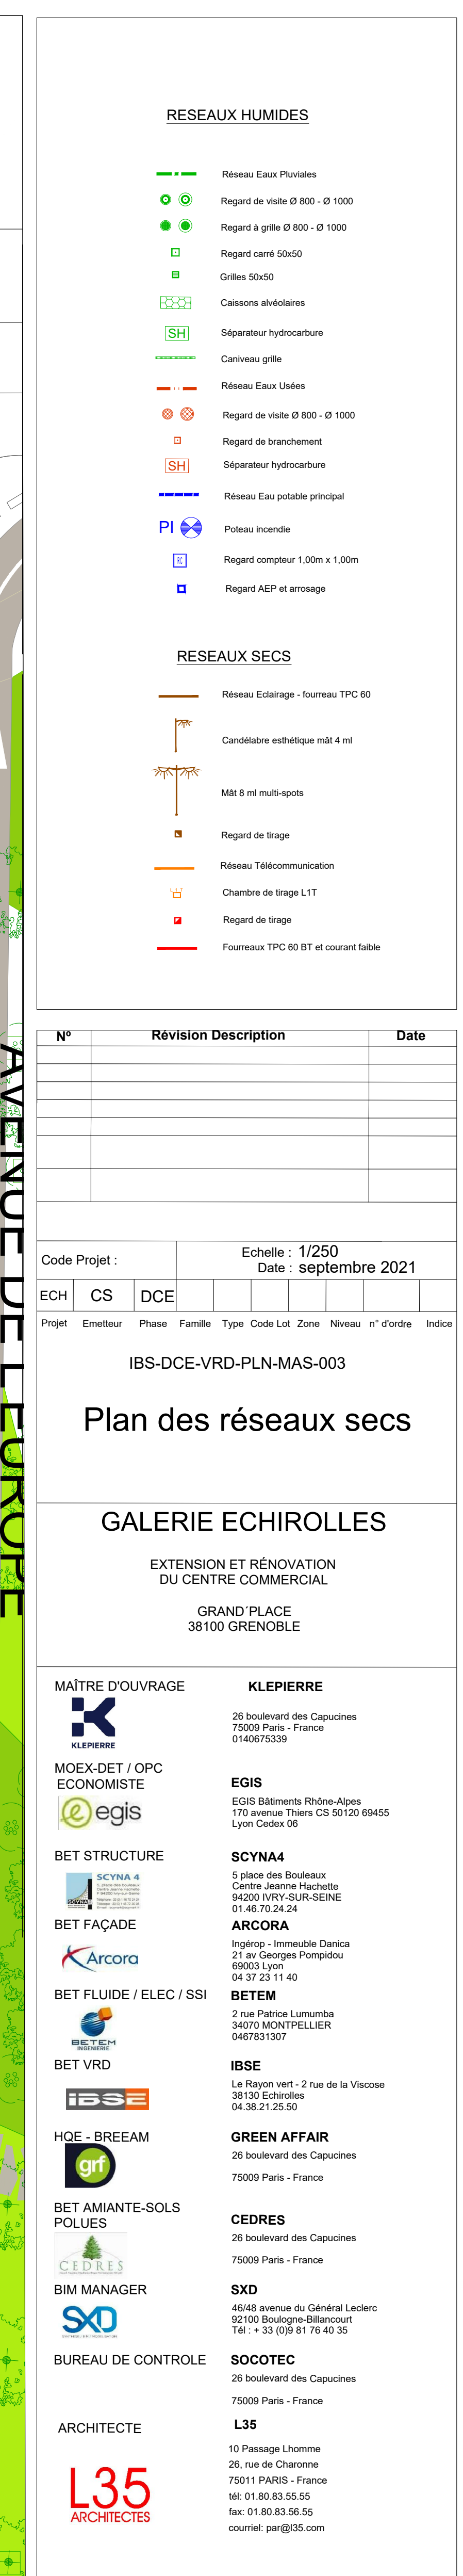 RESEAUX HUMIDES
Réseau Eaux Pluviales
Regard de visite Ø 800 - Ø 1000
Regard à grille Ø 800 - Ø 1000
Regard carré 50x50
Grilles 50x50
Caissons alvéolaires
SH Séparateur hydrocarbure
Caniveau grille
Réseau Eaux Usées
Regard de visite Ø 800 - Ø 1000
Regard de branchement
SH Séparateur hydrocarbure
Réseau Eau potable principal
PI Poteau incendie
Regard compteur 1,00m x 1,00m
Regard AEP et arrosage
RESEAUX SECS
Réseau Eclairage - fourreau TPC 60
Candélabre esthétique mât 4 ml
Mât 8 ml multi-spots
Regard de tirage
Réseau Télécommunication
L1T Chambre de tirage L1T
Regard de tirage
Fourreaux TPC 60 BT et courant faible
AVENUE DE L'EUROPE
Nº Révision Description Date
Code Projet :
Echelle : 1/250
Date : septembre 2021
ECH CS DCE
Projet Emetteur Phase Famille Type Code Lot Zone Niveau n° d'ordre Indice
IBS-DCE-VRD-PLN-MAS-003
Plan des réseaux secs
GALERIE ECHIROLLES
EXTENSION ET RÉNOVATION
DU CENTRE COMMERCIAL
GRAND´PLACE
38100 GRENOBLE
MAÎTRE D'OUVRAGE
KLEPIERRE
KLEPIERRE
26 boulevard des Capucines
75009 Paris - France
0140675339
MOEX-DET / OPC
ECONOMISTE
egis
EGIS
EGIS Bâtiments Rhône-Alpes
170 avenue Thiers CS 50120 69455
Lyon Cedex 06
BET STRUCTURE
SCYNA 4
SCYNA4
5 place des Bouleaux
Centre Jeanne Hachette
94200 IVRY-SUR-SEINE
01.46.70.24.24
BET FAÇADE
Arcora
ARCORA
Ingérop - Immeuble Danica
21 av Georges Pompidou
69003 Lyon
04 37 23 11 40
BET FLUIDE / ELEC / SSI
BETEM
INGENIERIE
BETEM
2 rue Patrice Lumumba
34070 MONTPELLIER
0467831307
BET VRD
IBSE
IBSE
Le Rayon vert - 2 rue de la Viscose
38130 Echirolles
04.38.21.25.50
HQE - BREEAM
grf
GREEN AFFAIR
26 boulevard des Capucines
75009 Paris - France
BET AMIANTE-SOLS
POLUES
CEDRES
CEDRES
26 boulevard des Capucines
75009 Paris - France
BIM MANAGER
SXD
SXD
46/48 avenue du Général Leclerc
92100 Boulogne-Billancourt
Tél : + 33 (0)9 81 76 40 35
BUREAU DE CONTROLE
SOCOTEC
26 boulevard des Capucines
75009 Paris - France
ARCHITECTE
L35
ARCHITECTES
L35
10 Passage Lhomme
26, rue de Charonne
75011 PARIS - France
tél: 01.80.83.55.55
fax: 01.80.83.56.55
courriel: par@l35.com